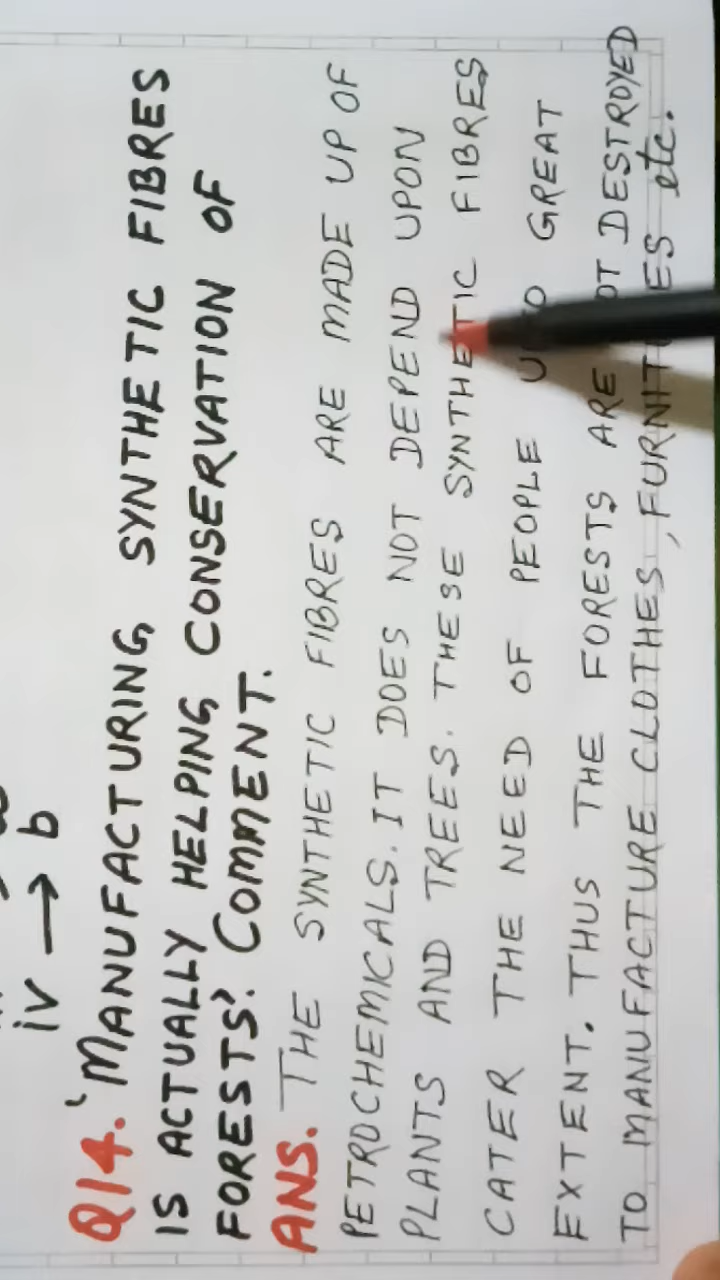 iv → b
Q14. 'MANUFACTURING SYNTHETIC FIBRES
IS ACTUALLY HELPING CONSERVATION OF
FORESTS'. COMMENT.
ANS. THE SYNTHETIC FIBRES ARE MADE UP OF
PETROCHEMICALS. IT DOES NOT DEPEND UPON
PLANTS AND TREES. THESE SYNTHETIC FIBRES
CATER THE NEED OF PEOPLE GREAT
EXTENT. THUS THE FORESTS ARE DESTROYED
TO MANUFACTURE CLOTHES, etc.